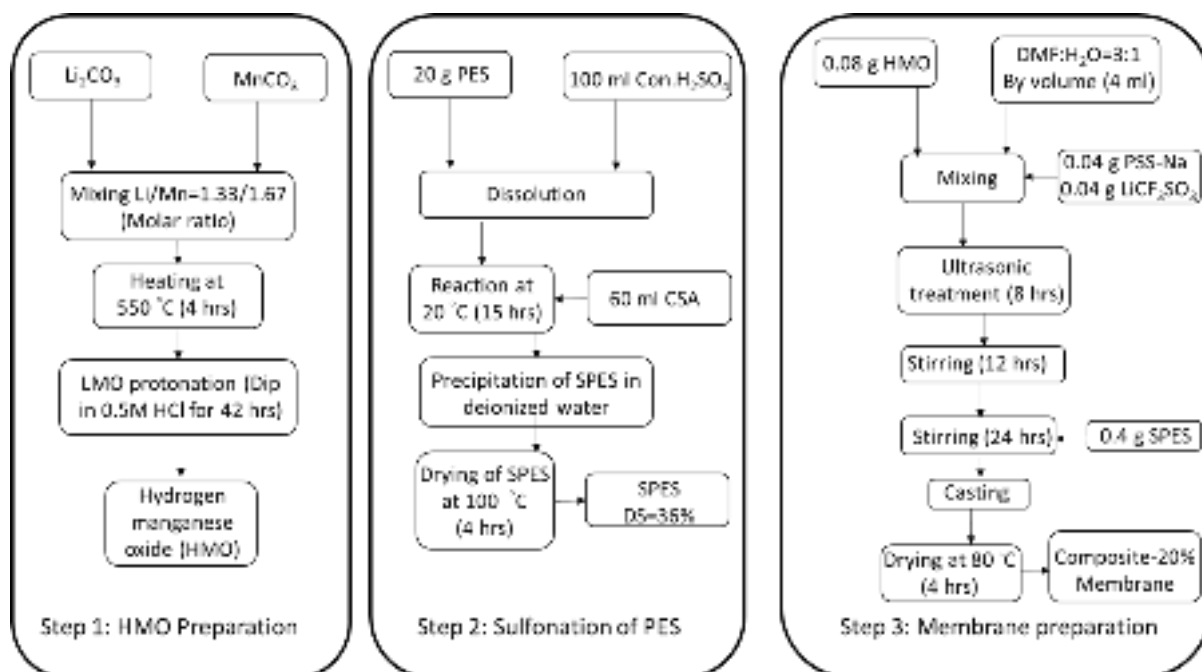 Li₂CO₃
MnCO₃
Mixing Li/Mn=1.33/1.67
(Molar ratio)
Heating at
550 °C (4 hrs)
LMO protonation (Dip
in 0.5M HCl for 42 hrs)
Hydrogen
manganese
oxide (HMO)
Step 1: HMO Preparation
20 g PES
100 ml Con.H₂SO₄
Dissolution
Reaction at
20 °C (15 hrs)
60 ml CSA
Precipitation of SPES in
deionized water
Drying of SPES
at 100 °C
(4 hrs)
SPES
DS=36%
Step 2: Sulfonation of PES
0.08 g HMO
DMF:H₂O=3:1
By volume (4 ml)
Mixing
0.04 g PSS-Na
0.04 g LiCF₃SO₃
Ultrasonic
treatment (8 hrs)
Stirring (12 hrs)
Stirring (24 hrs)
0.4 g SPES
Casting
Drying at 80 °C
(4 hrs)
Composite-20%
Membrane
Step 3: Membrane preparation